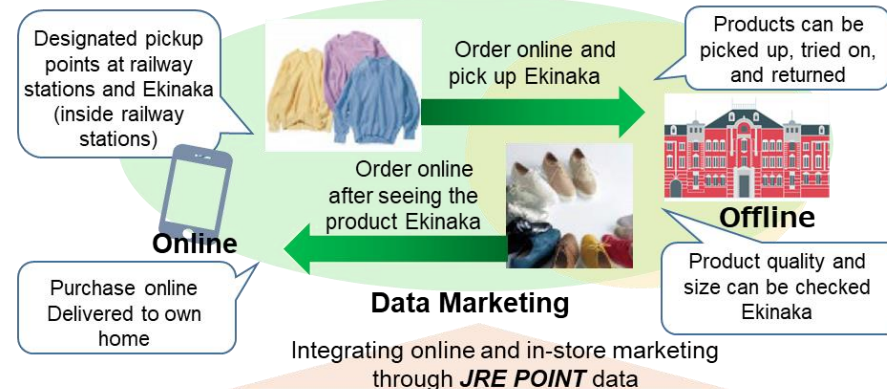 Designated pickup
points at railway
stations and Ekinaka
(inside railway
stations)
Order online and
pick up Ekinaka
Products can be
picked up, tried on,
and returned
Order online
after seeing the
product Ekinaka
Online
Offline
Purchase online
Delivered to own
home
Product quality and
size can be checked
Ekinaka
Data Marketing
Integrating online and in-store marketing
through JRE POINT data